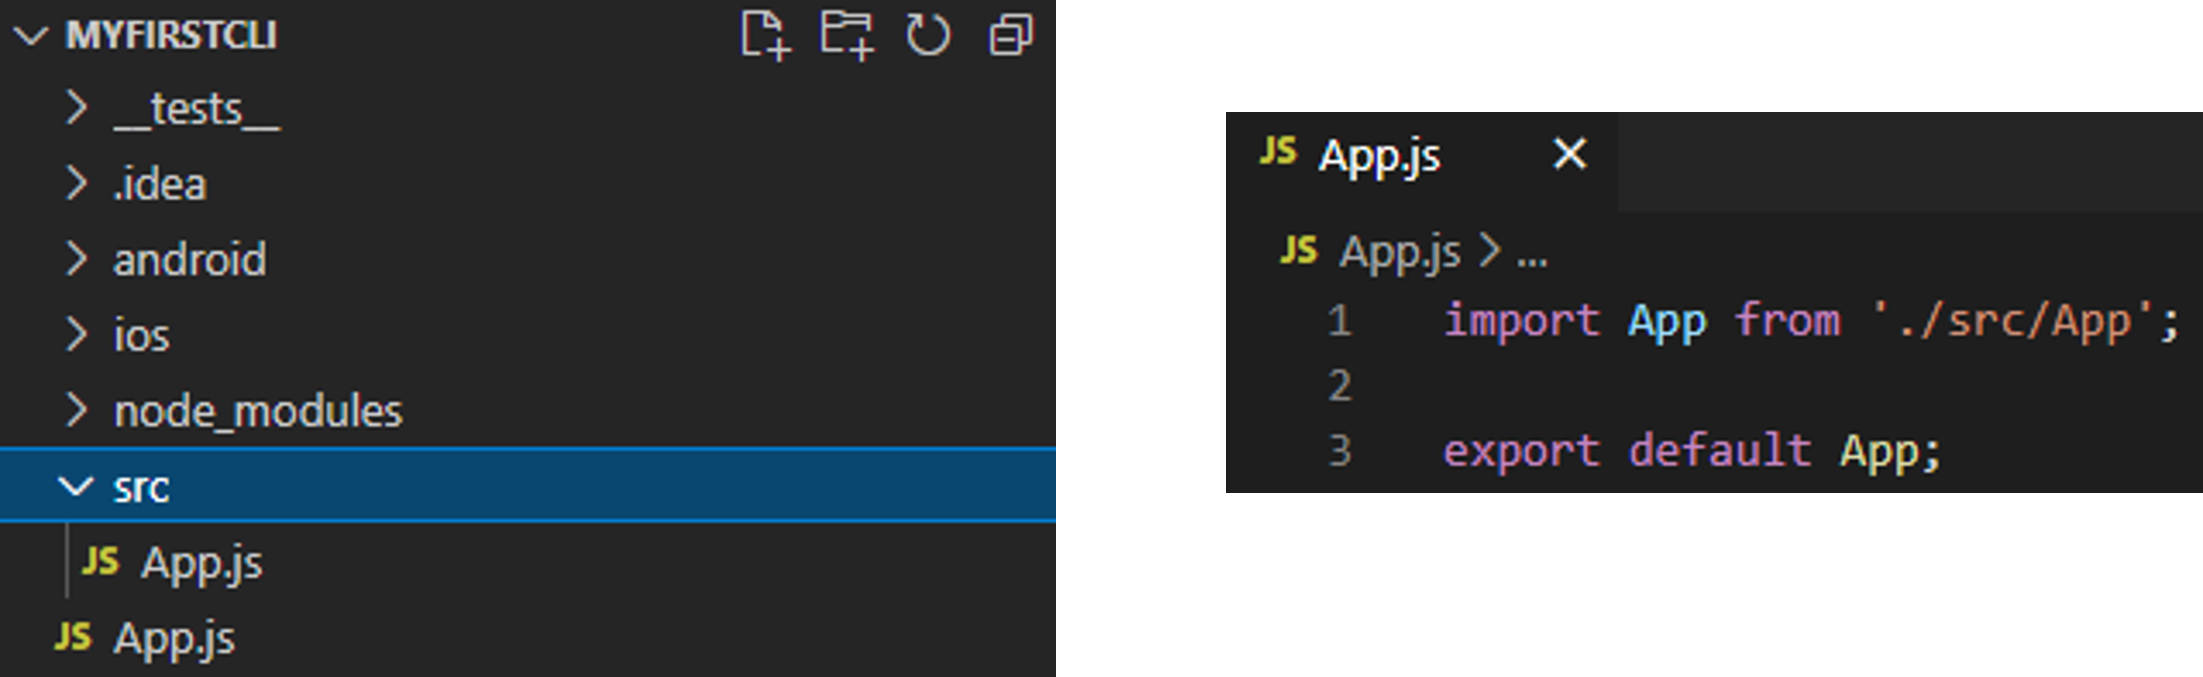 MYFIRSTCLI
__tests__
.idea
android
ios
node_modules
src
JS App.js
JS App.js
JS App.js
JS App.js > ...
1 import App from './src/App';
2
3 export default App;